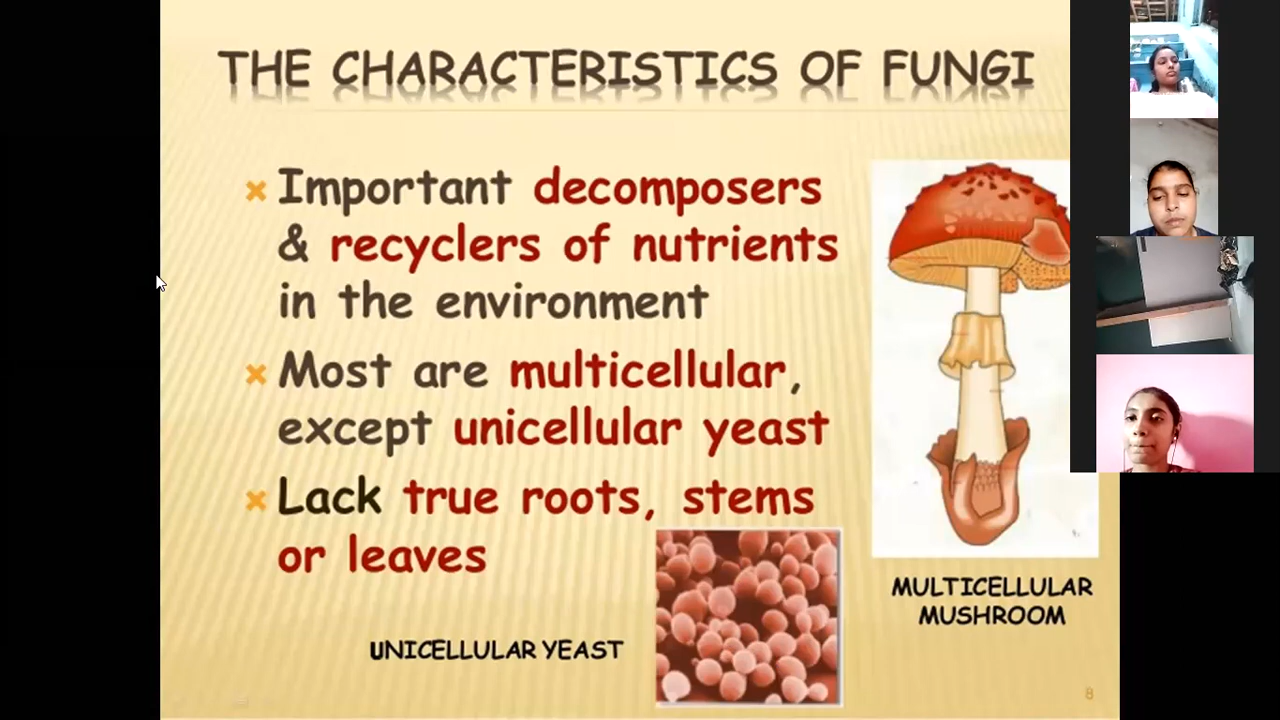 THE CHARACTERISTICS OF FUNGI
Important decomposers
& recyclers of nutrients
in the environment
Most are multicellular,
except unicellular yeast
Lack true roots, stems
or leaves
UNICELLULAR YEAST
MULTICELLULAR
MUSHROOM
8